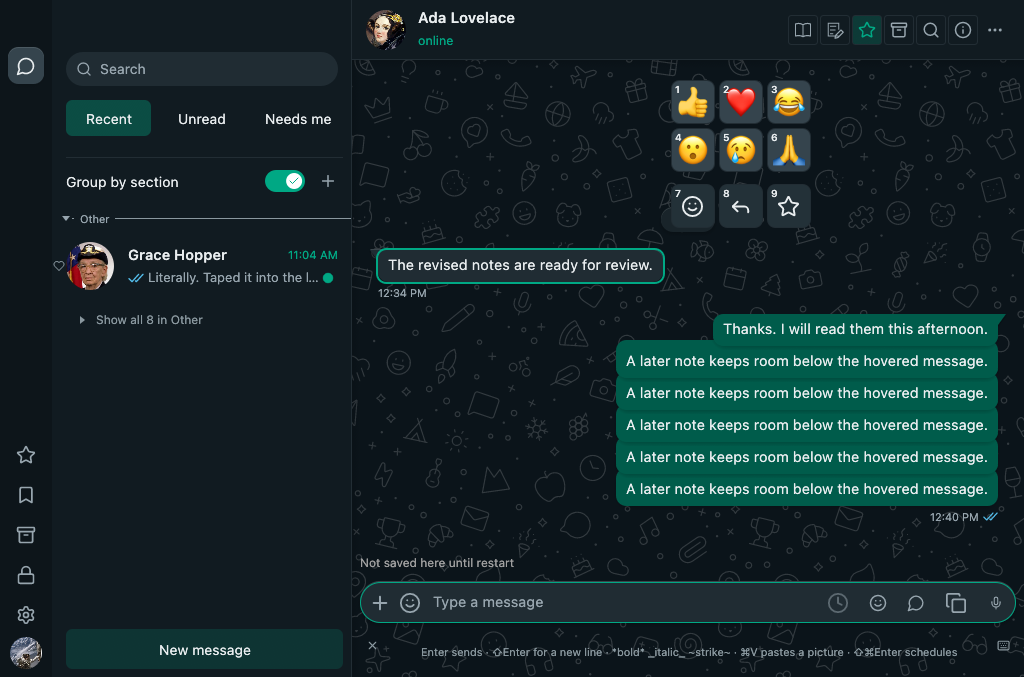 Ada Lovelace
online
Search
Recent
Unread
Needs me
Group by section
Other
Grace Hopper
11:04 AM
Literally. Taped it into the l...
Show all 8 in Other
New message
1
2
3
4
5
6
7
8
9
The revised notes are ready for review.
12:34 PM
Thanks. I will read them this afternoon.
A later note keeps room below the hovered message.
A later note keeps room below the hovered message.
A later note keeps room below the hovered message.
A later note keeps room below the hovered message.
A later note keeps room below the hovered message.
12:40 PM
Not saved here until restart
Type a message
Enter sends · ⇧Enter for a new line · *bold* _italic_ ~strike~ · ⌘V pastes a picture · ⇧⌘Enter schedules